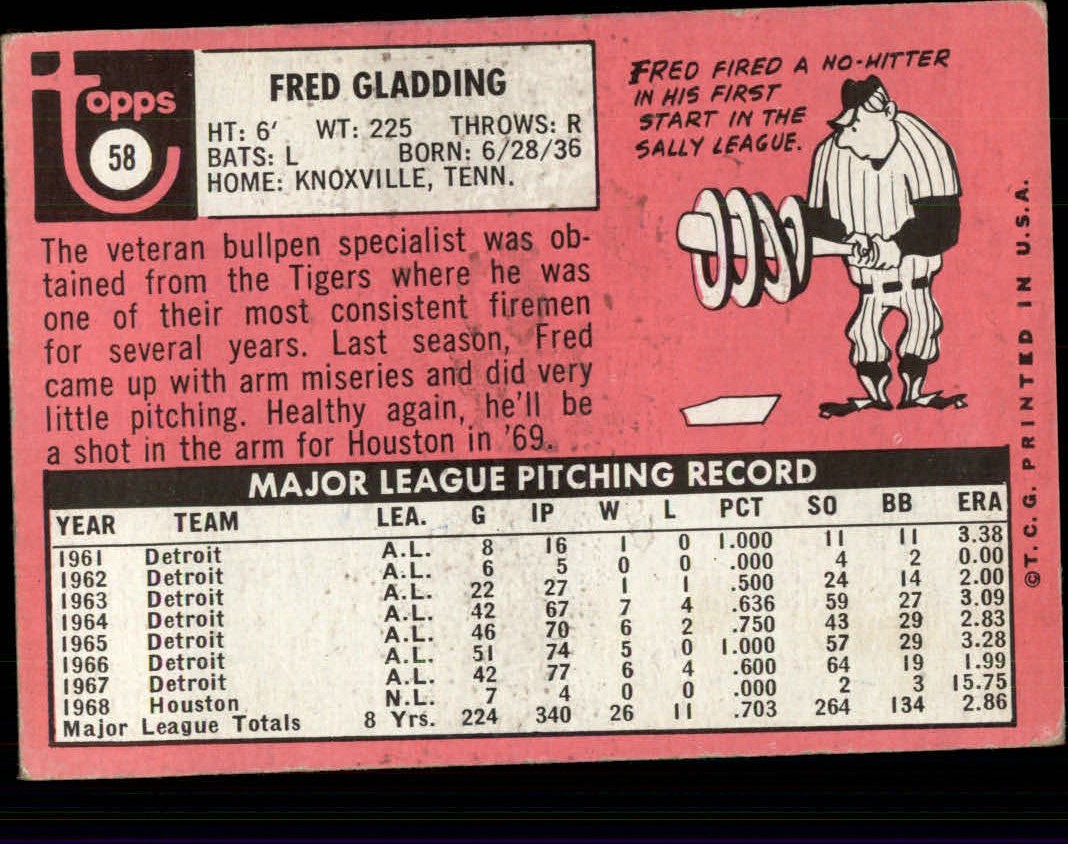 topps
58
FRED GLADDING
HT: 6' WT: 225 THROWS: R
BATS: L BORN: 6/28/36
HOME: KNOXVILLE, TENN.
FRED FIRED A NO-HITTER
IN HIS FIRST
START IN THE
SALLY LEAGUE.
The veteran bullpen specialist was ob-
tained from the Tigers where he was
one of their most consistent firemen
for several years. Last season, Fred
came up with arm miseries and did very
little pitching. Healthy again, he'll be
a shot in the arm for Houston in '69.
MAJOR LEAGUE PITCHING RECORD
YEAR TEAM LEA. G IP W L PCT SO BB ERA
1961 Detroit A.L. 8 16 1 0 1.000 11 11 3.38
1962 Detroit A.L. 6 5 0 0 .000 4 2 0.00
1963 Detroit A.L. 22 27 1 1 .500 24 14 2.00
1964 Detroit A.L. 42 67 7 4 .636 59 27 3.09
1965 Detroit A.L. 46 70 6 2 .750 43 29 2.83
1966 Detroit A.L. 51 74 5 0 1.000 57 29 3.28
1967 Detroit A.L. 42 77 6 4 .600 64 19 1.99
1968 Houston N.L. 7 4 0 0 .000 2 3 15.75
Major League Totals 8 Yrs. 224 340 26 11 .703 264 134 2.86
©T. C. G. PRINTED IN U.S.A.